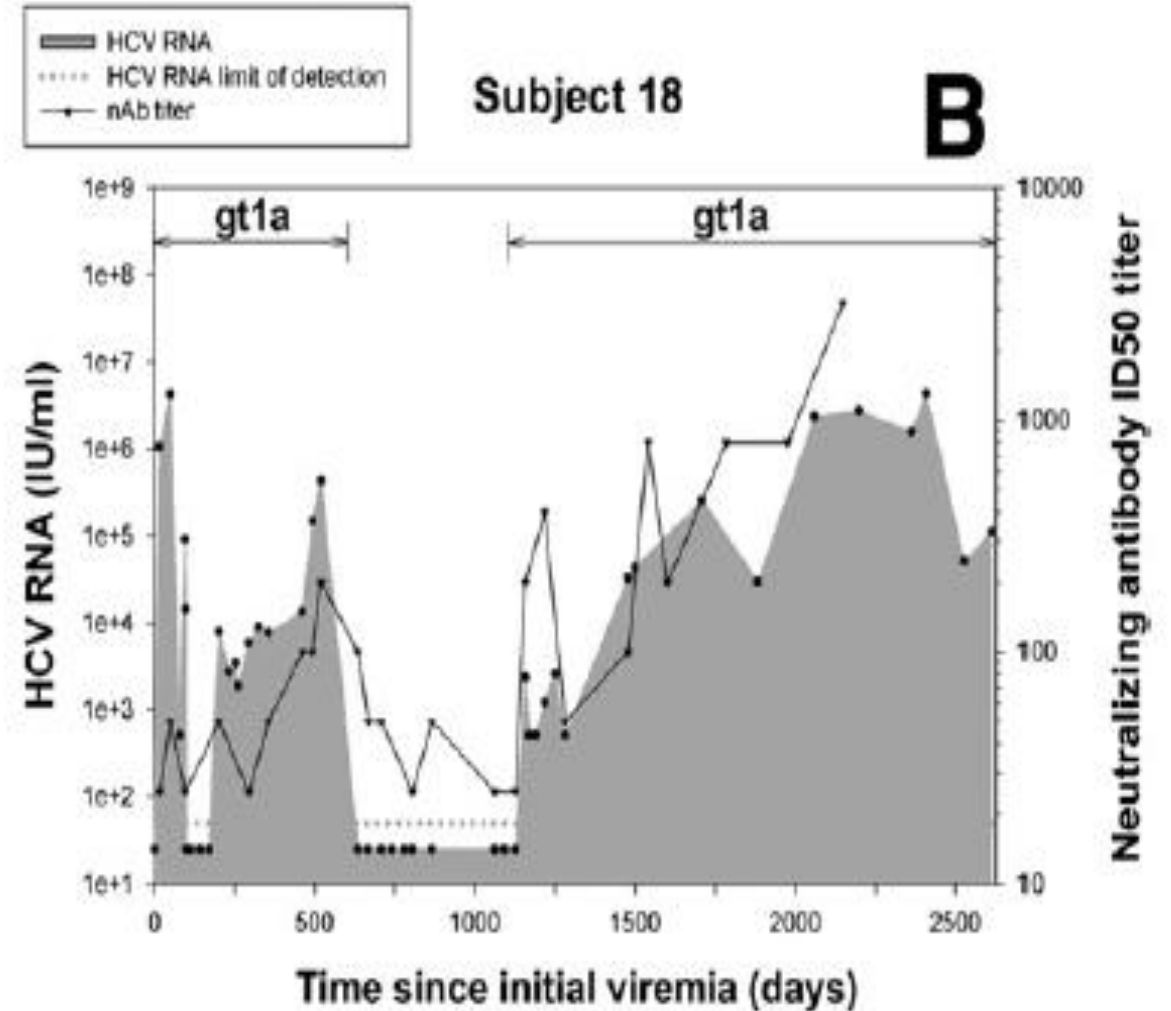 HCV RNA
HCV RNA limit of detection
nAb titer
Subject 18
B
gt1a
gt1a
1e+9
1e+8
1e+7
1e+6
1e+5
1e+4
1e+3
1e+2
1e+1
HCV RNA (IU/ml)
10000
1000
100
10
Neutralizing antibody ID50 titer
0
500
1000
1500
2000
2500
Time since initial viremia (days)